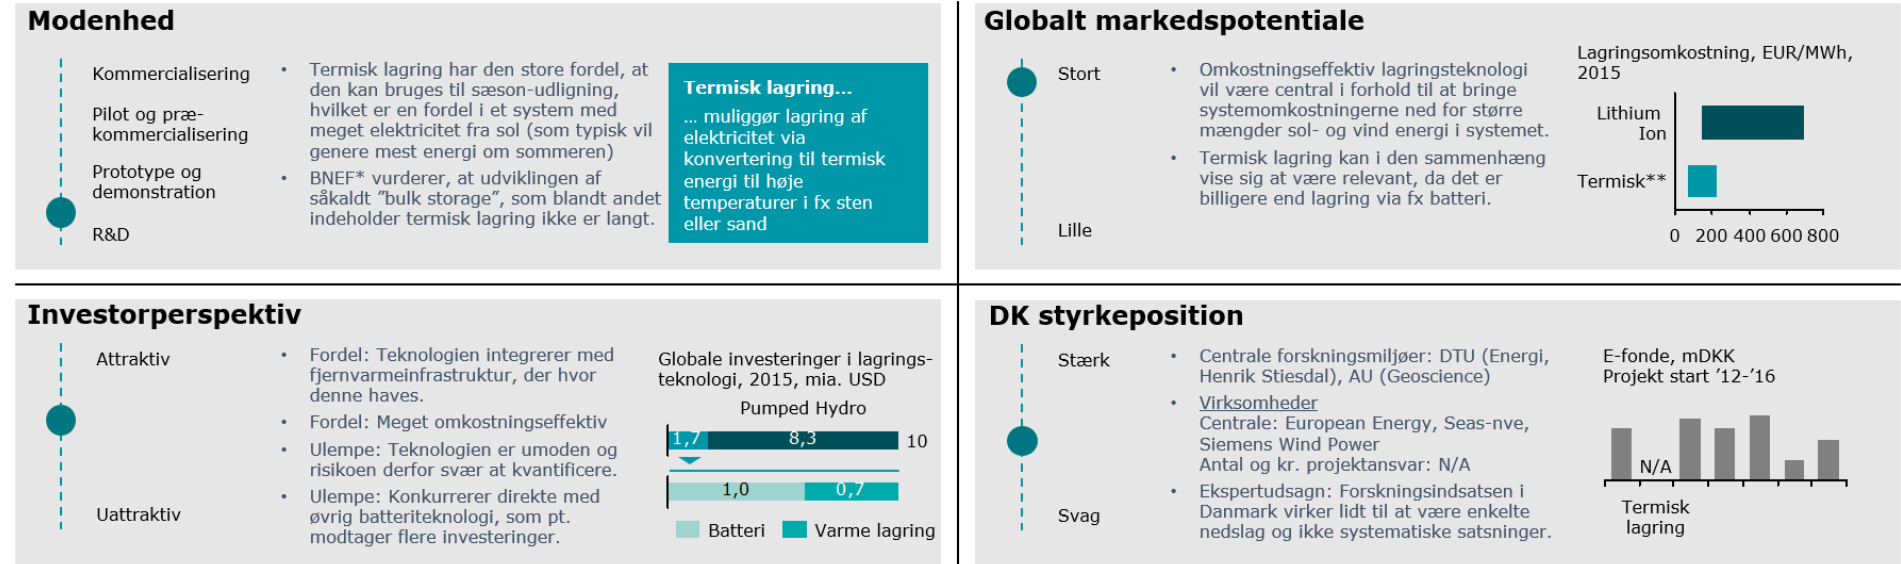 Modenhed
Kommercialisering
Pilot og præ-
kommercialisering
Prototype og
demonstration
R&D
• Termisk lagring har den store fordel, at
den kan bruges til sæson-udligning,
hvilket er en fordel i et system med
meget elektricitet fra sol (som typisk vil
genere mest energi om sommeren)
• BNEF* vurderer, at udviklingen af
såkaldt ”bulk storage”, som blandt andet
indeholder termisk lagring ikke er langt.
Termisk lagring...
... muliggør lagring af
elektricitet via
konvertering til termisk
energi til høje
temperaturer i fx sten
eller sand
Globalt markedspotentiale
Stort
Lille
• Omkostningseffektiv lagringsteknologi
vil være central i forhold til at bringe
systemomkostningerne ned for større
mængder sol- og vind energi i systemet.
• Termisk lagring kan i den sammenhæng
vise sig at være relevant, da det er
billigere end lagring via fx batteri.
Lagringsomkostning, EUR/MWh,
2015
Lithium
Ion
Termisk**
0 200 400 600 800
Investorperspektiv
Attraktiv
Uattraktiv
• Fordel: Teknologien integrerer med
fjernvarmeinfrastruktur, der hvor
denne haves.
• Fordel: Meget omkostningseffektiv
• Ulempe: Teknologien er umoden og
risikoen derfor svær at kvantificere.
• Ulempe: Konkurrerer direkte med
øvrig batteriteknologi, som pt.
modtager flere investeringer.
Globale investeringer i lagrings-
teknologi, 2015, mia. USD
Pumped Hydro
1,7 8,3 10
1,0 0,7
Batteri Varme lagring
DK styrkeposition
Stærk
Svag
• Centrale forskningsmiljøer: DTU (Energi,
Henrik Stiesdal), AU (Geoscience)
• Virksomheder
Centrale: European Energy, Seas-nve,
Siemens Wind Power
Antal og kr. projektansvar: N/A
• Ekspertudsagn: Forskningsindsatsen i
Danmark virker lidt til at være enkelte
nedslag og ikke systematiske satsninger.
E-fonde, mDKK
Projekt start ’12-’16
N/A
Termisk
lagring